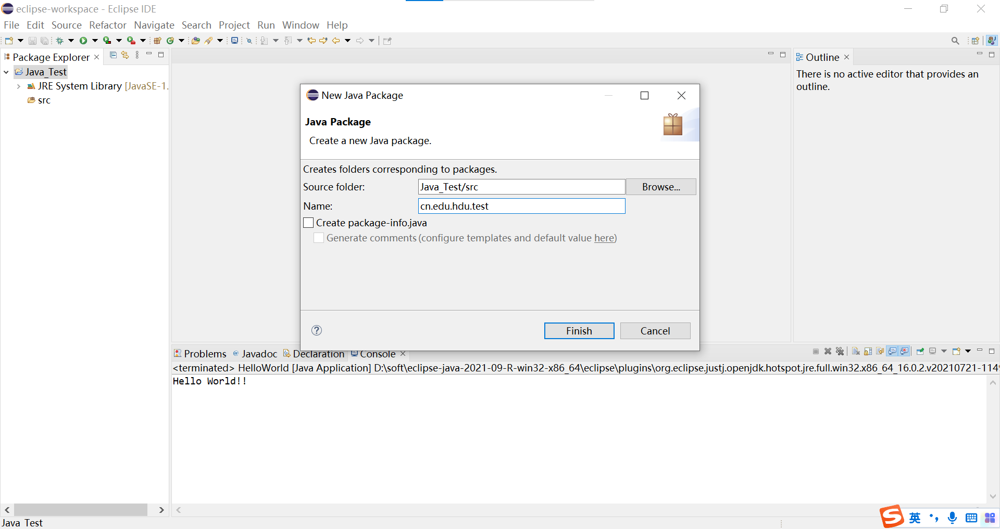 eclipse-workspace - Eclipse IDE
File Edit Source Refactor Navigate Search Project Run Window Help
Package Explorer
Java_Test
JRE System Library [JavaSE-1.
src
Outline
There is no active editor that provides an
outline.
New Java Package
Java Package
Create a new Java package.
Creates folders corresponding to packages.
Source folder: Java_Test/src Browse...
Name: cn.edu.hdu.test
Create package-info.java
Generate comments (configure templates and default value here)
Finish Cancel
Problems @ Javadoc Declaration Console
<terminated> HelloWorld [Java Application] D:\soft\eclipse-java-2021-09-R-win32-x86_64\eclipse\plugins\org.eclipse.justj.openjdk.hotspot.jre.full.win32.x86_64_16.0.2.v20210721-1149
Hello World!!
Java_Test
S 英